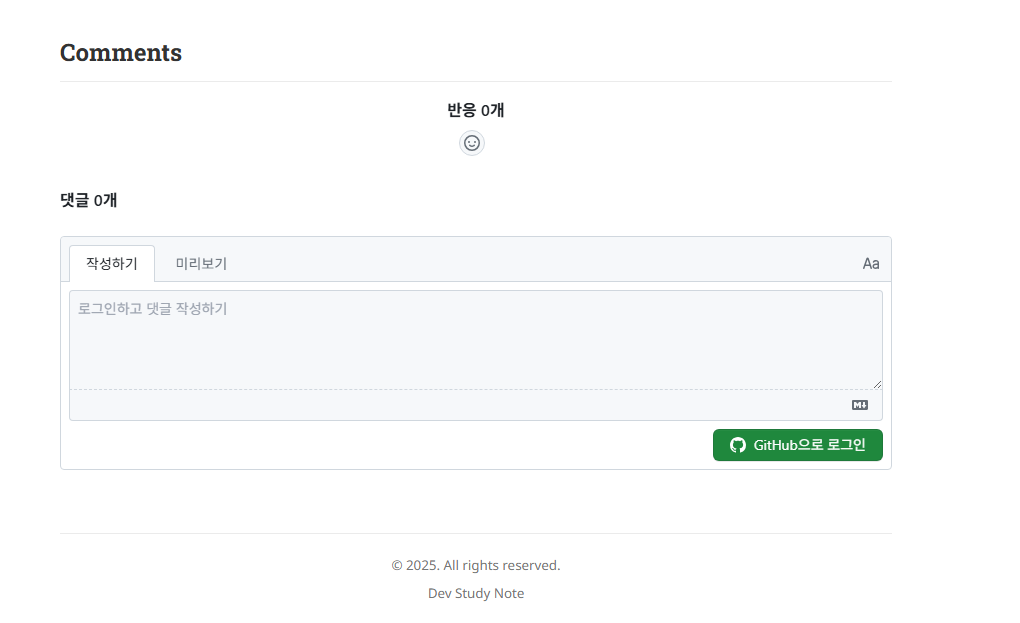 Comments
반응 0개
댓글 0개
작성하기 미리보기 Aa
로그인하고 댓글 작성하기
M
GitHub으로 로그인
© 2025. All rights reserved.
Dev Study Note